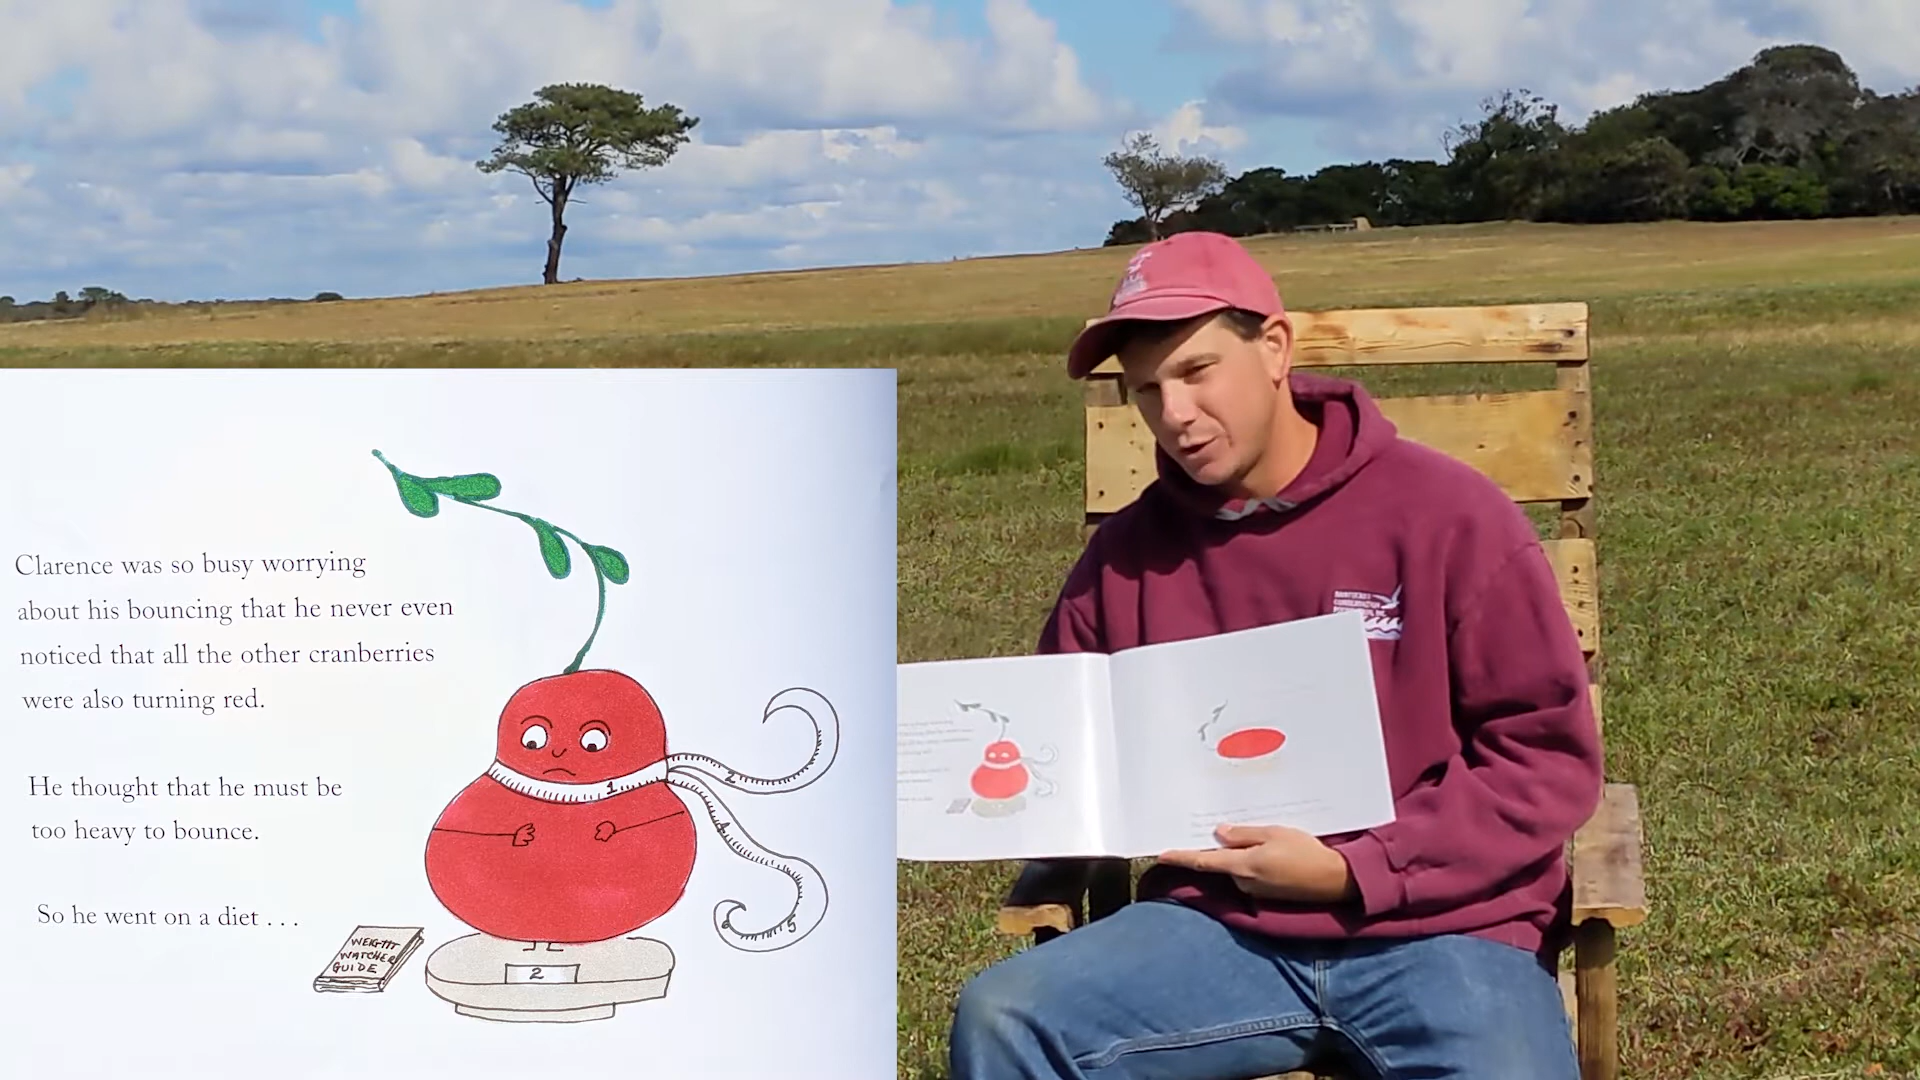 Clarence was so busy worrying
about his bouncing that he never even
noticed that all the other cranberries
were also turning red.
He thought that he must be
too heavy to bounce.
So he went on a diet . . .
WEIGHT
WATCHER
GUIDE
2
1
2
4
5